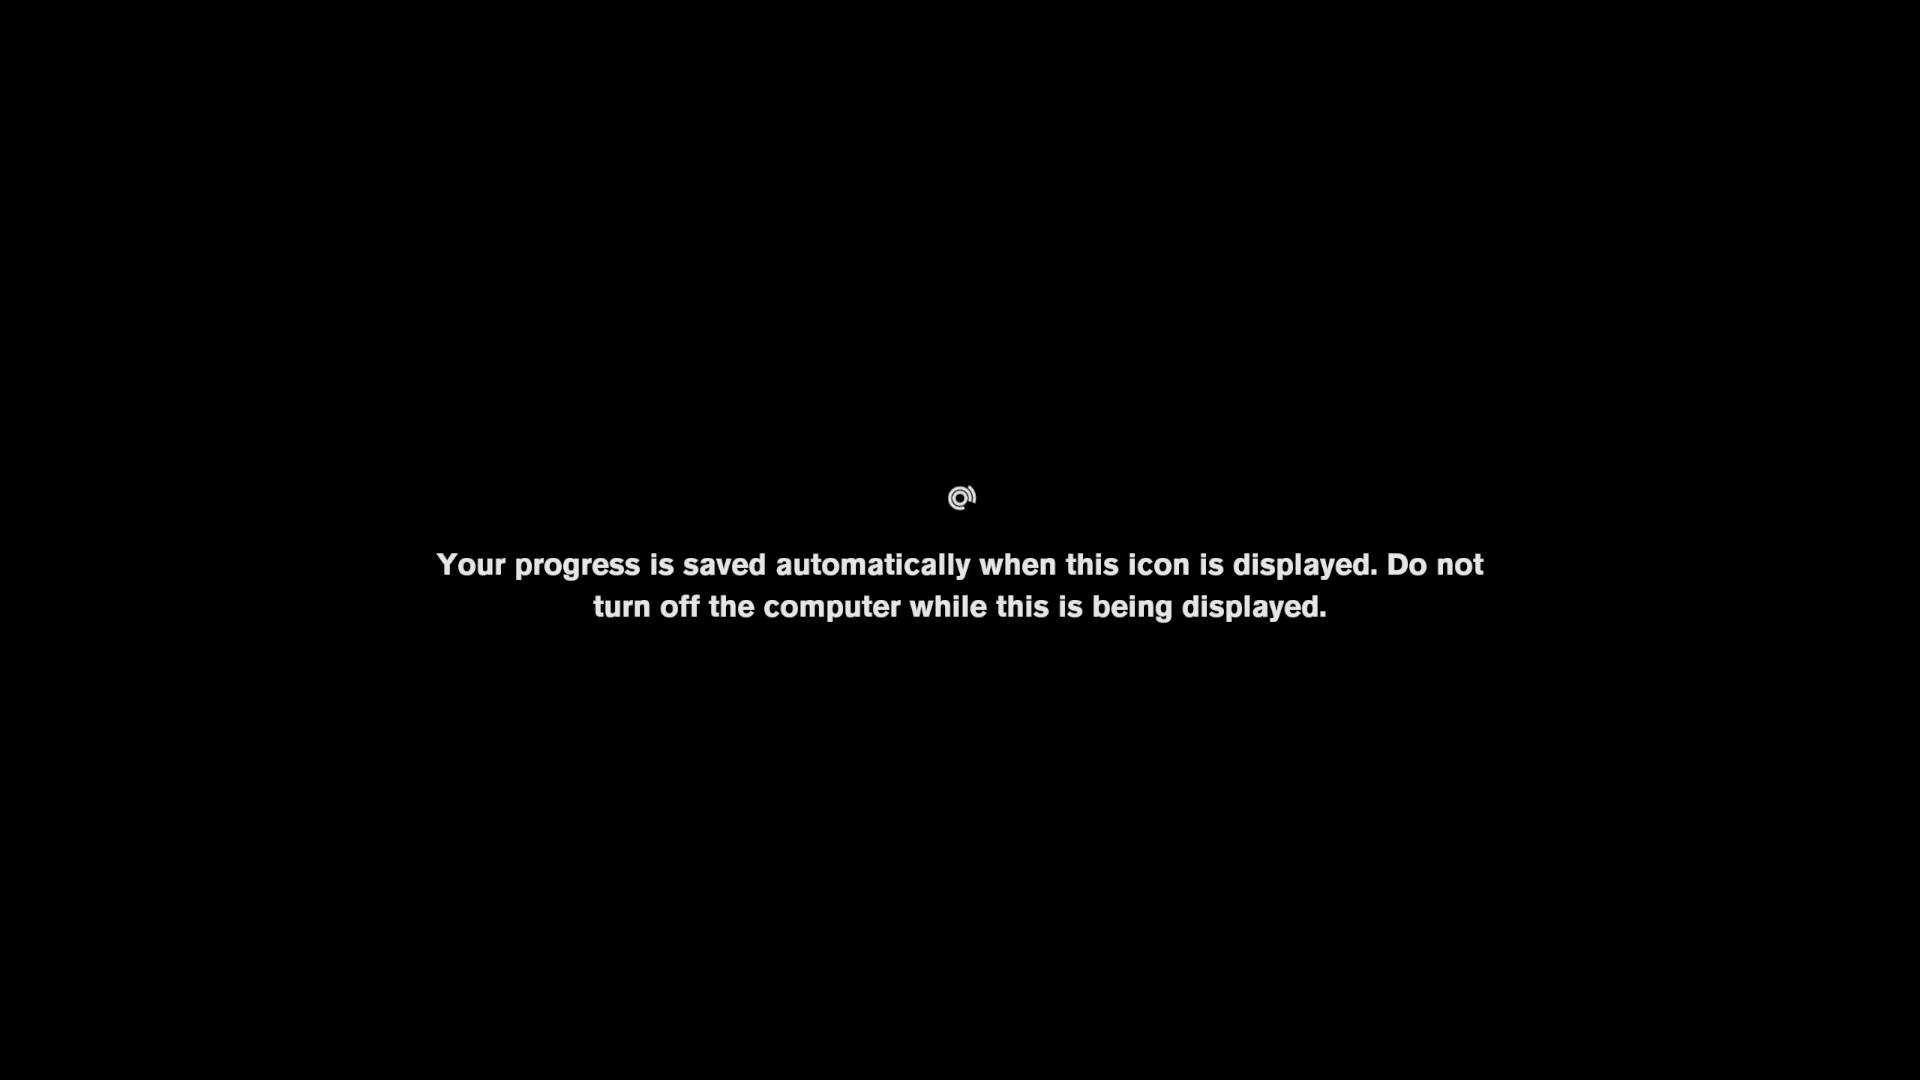 Your progress is saved automatically when this icon is displayed. Do not
turn off the computer while this is being displayed.